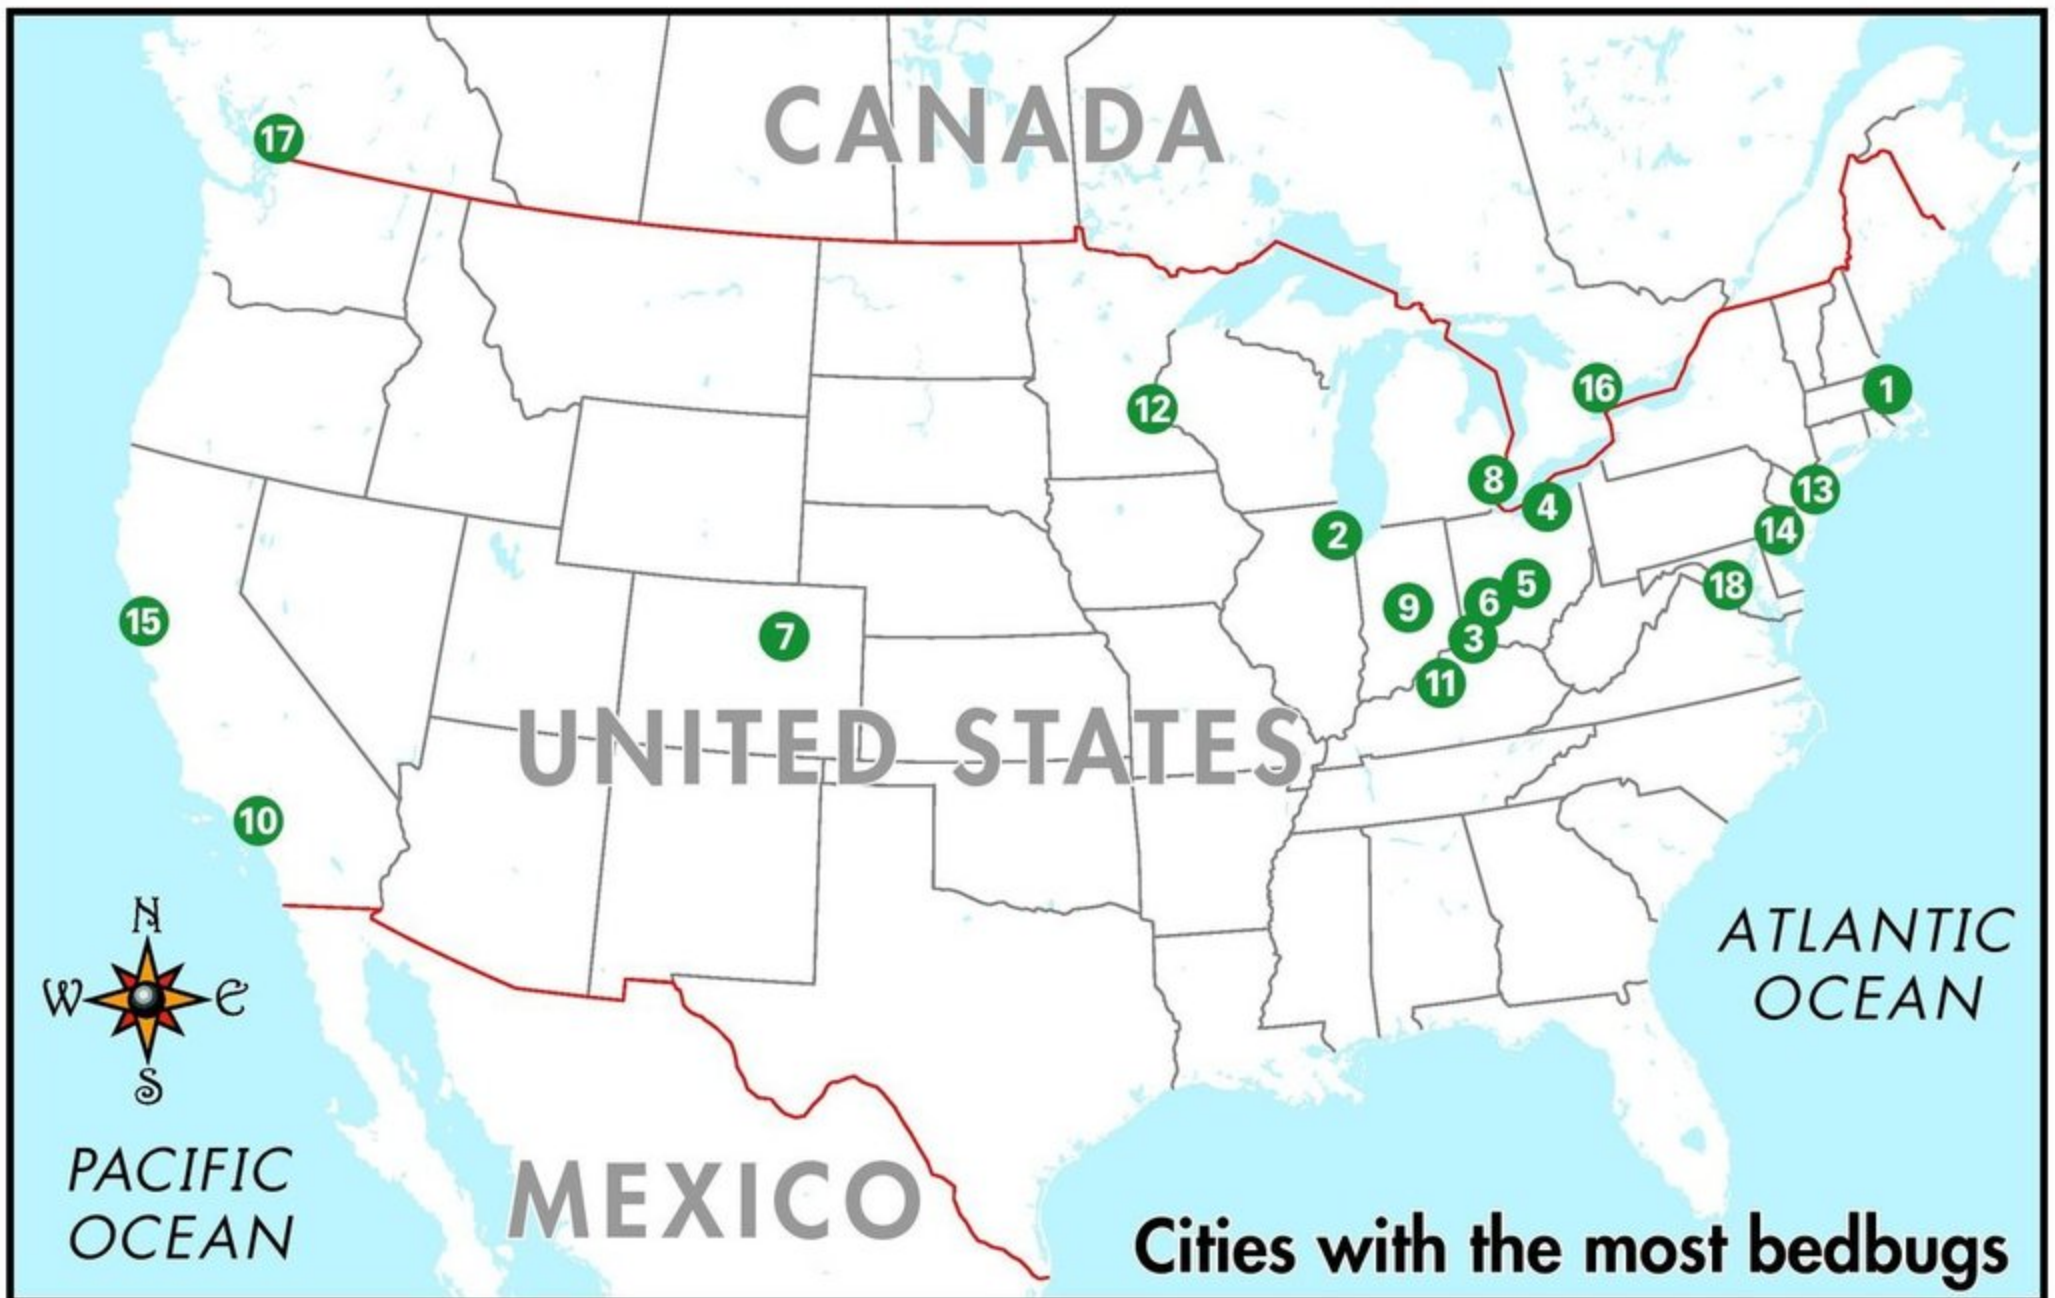 CANADA
17
16
1
12
8
4
13
2
14
5
18
6
9
15
7
3
11
UNITED STATES
10
N
W
E
S
ATLANTIC
OCEAN
PACIFIC
OCEAN
MEXICO
Cities with the most bedbugs